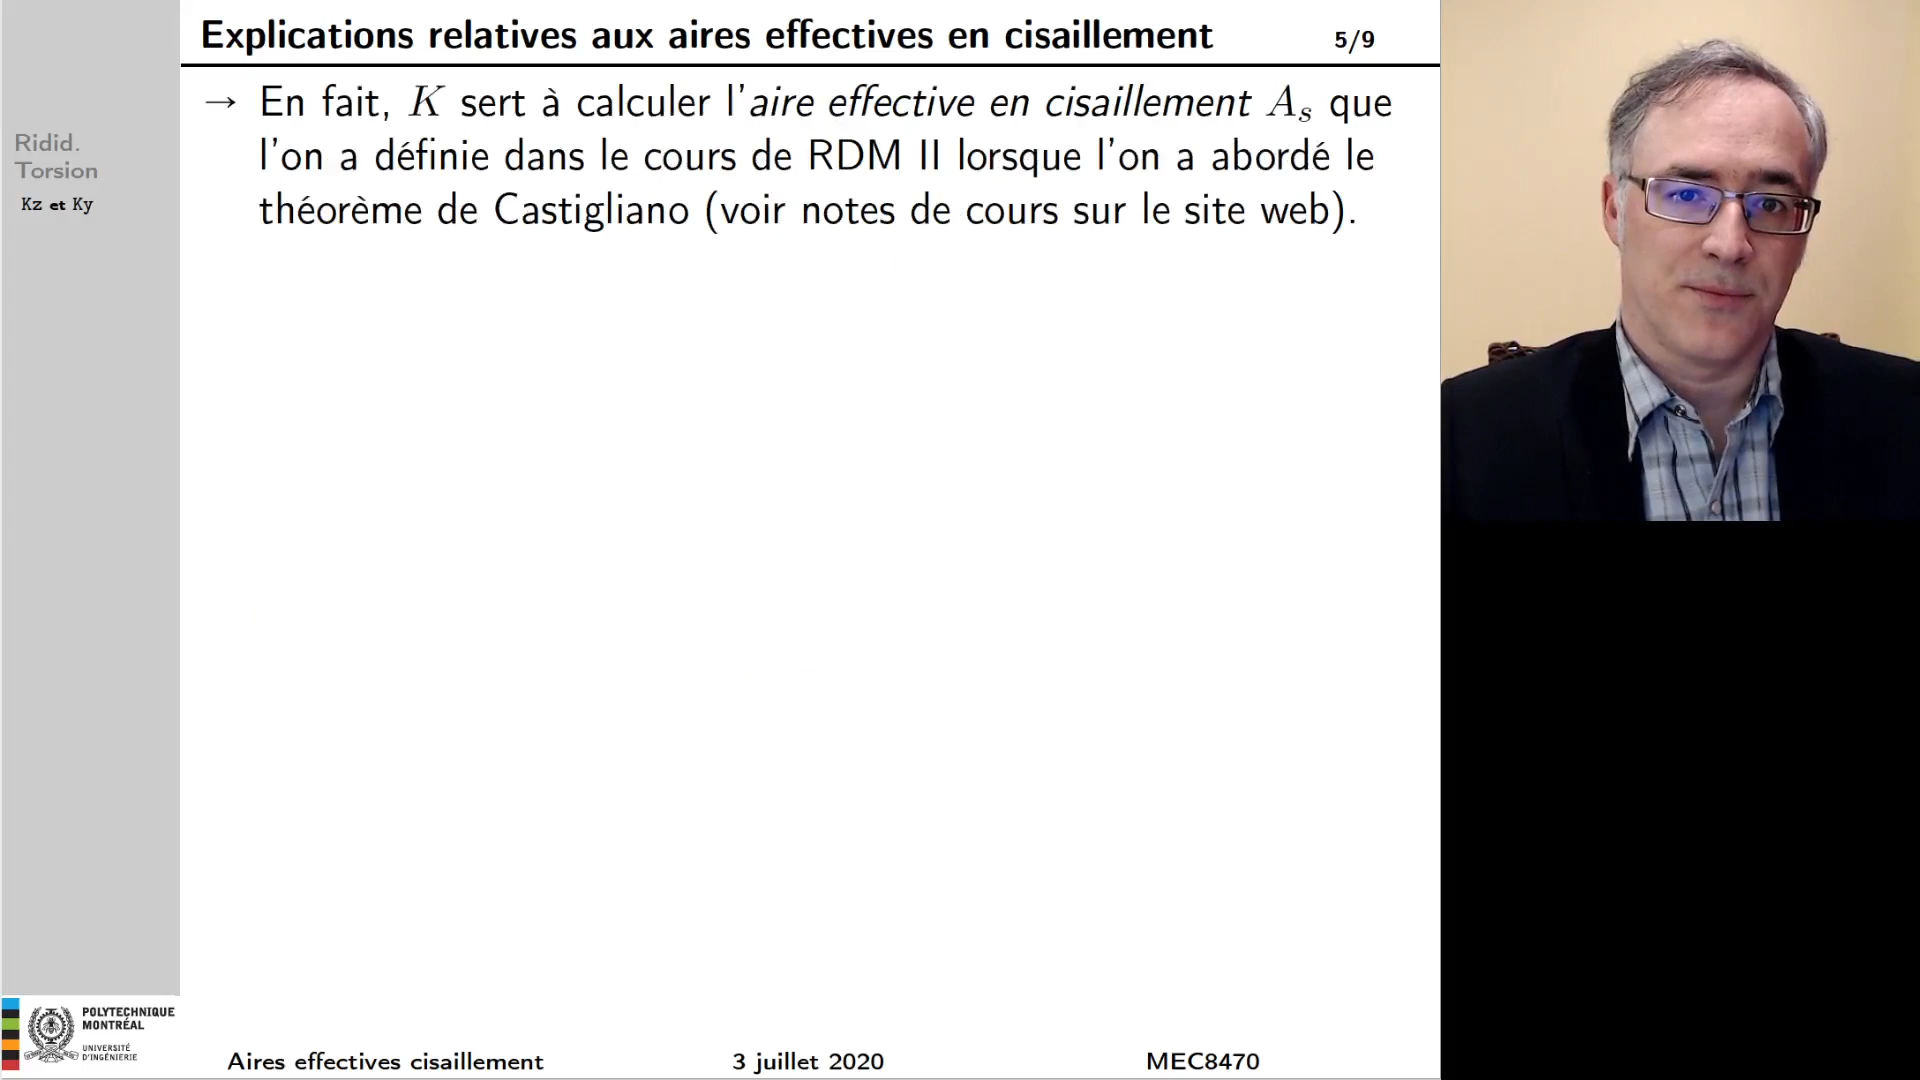 Explications relatives aux aires effectives en cisaillement 5/9
Ridid.
Torsion
Kz et Ky
→ En fait, K sert à calculer l'aire effective en cisaillement A_s que
l'on a définie dans le cours de RDM II lorsque l'on a abordé le
théorème de Castigliano (voir notes de cours sur le site web).
POLYTECHNIQUE
MONTRÉAL
UNIVERSITÉ
D'INGÉNIERIE
Aires effectives cisaillement 3 juillet 2020 MEC8470